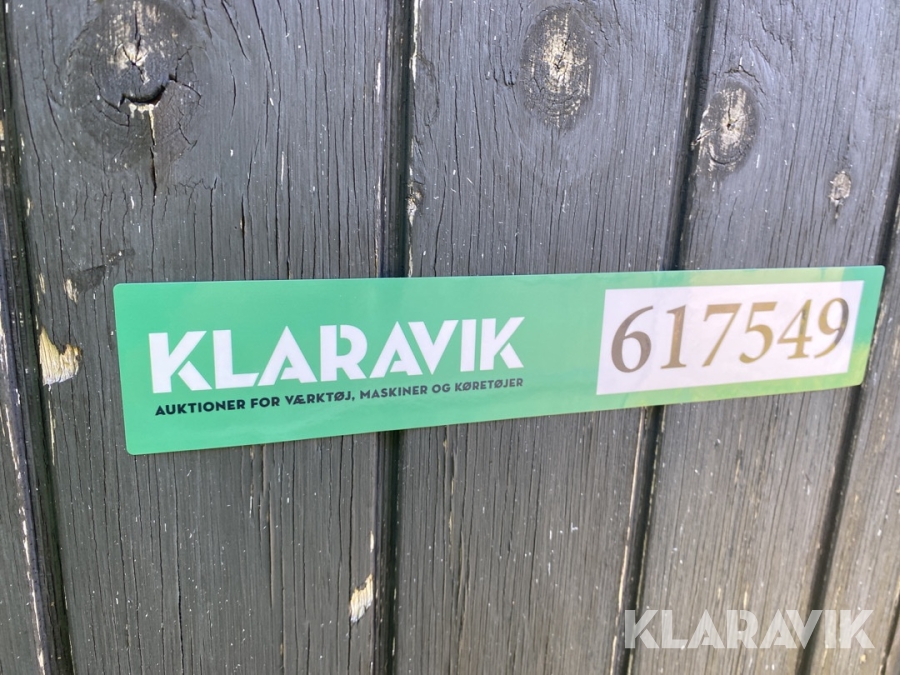 KLARAVIK
AUKTIONER FOR VÆRKTØJ, MASKINER OG KØRETØJER
617549
KLARAVIK